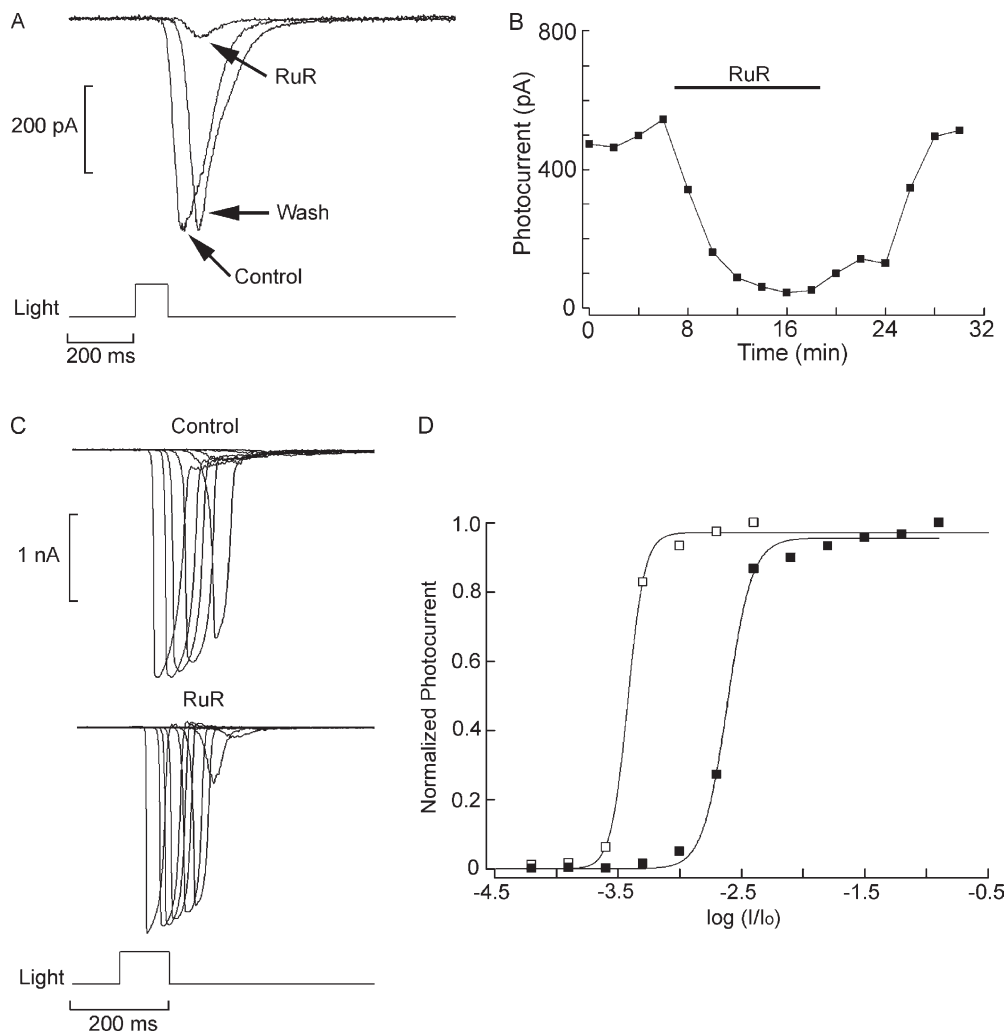 A
RuR
200 pA
Wash
Control
Light
200 ms
B
800
RuR
400
0
Photocurrent (pA)
0 8 16 24 32
Time (min)
C
Control
1 nA
RuR
Light
200 ms
D
1.0
0.8
0.6
0.4
0.2
0
Normalized Photocurrent
-4.5 -3.5 -2.5 -1.5 -0.5
log (I/Io)